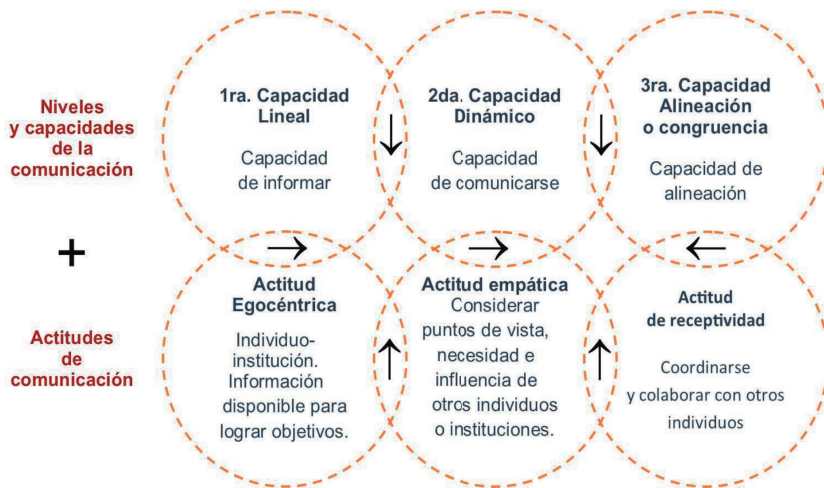 Niveles
y capacidades
de la
comunicación
1ra. Capacidad
Lineal
Capacidad
de informar
2da. Capacidad
Dinámico
Capacidad
de comunicarse
3ra. Capacidad
Alineación
o congruencia
Capacidad de
alineación
+
Actitudes
de
comunicación
Actitud
Egocéntrica
Individuo-
institución.
Información
disponible para
lograr objetivos.
Actitud empática
Considerar
puntos de vista,
necesidad e
influencia de
otros individuos
o instituciones.
Actitud
de receptividad
Coordinarse
y colaborar con otros
individuos